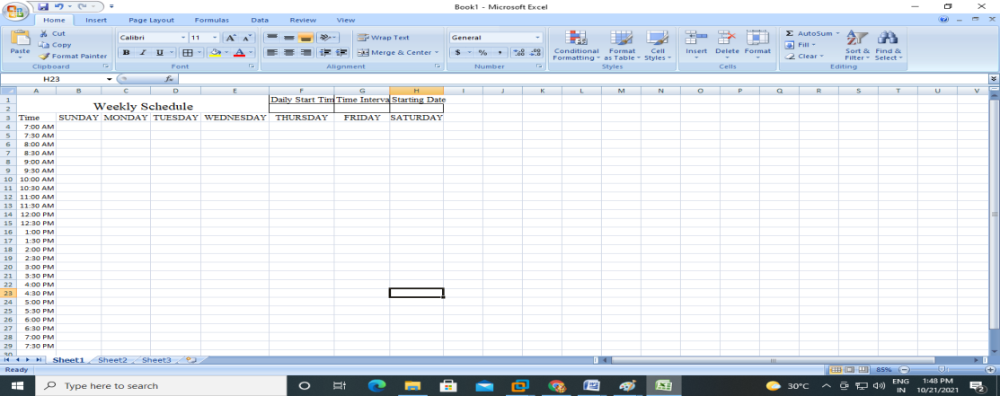 Book1 - Microsoft Excel
Home Insert Page Layout Formulas Data Review View
Paste Cut Calibri 11 A A Wrap Text General Conditional Formatting Format as Table Cell Styles Insert Delete Format Σ AutoSum Sort & Filter Find & Select
Copy B I U A Merge & Center $ % , Fill
Format Painter Clear
Clipboard Font Alignment Number Styles Cells Editing
H23 fx
A B C D E F G H I J K L M N O P Q R S T U V
1 Weekly Schedule Daily Start Tim Time Interva Starting Date
2
3 Time SUNDAY MONDAY TUESDAY WEDNESDAY THURSDAY FRIDAY SATURDAY
4 7:00 AM
5 7:30 AM
6 8:00 AM
7 8:30 AM
8 9:00 AM
9 9:30 AM
10 10:00 AM
11 10:30 AM
12 11:00 AM
13 11:30 AM
14 12:00 PM
15 12:30 PM
16 1:00 PM
17 1:30 PM
18 2:00 PM
19 2:30 PM
20 3:00 PM
21 3:30 PM
22 4:00 PM
23 4:30 PM
24 5:00 PM
25 5:30 PM
26 6:00 PM
27 6:30 PM
28 7:00 PM
29 7:30 PM
30
Sheet1 Sheet2 Sheet3
Ready 85%
Type here to search 30°C ENG 1:48 PM
IN 10/21/2021 2